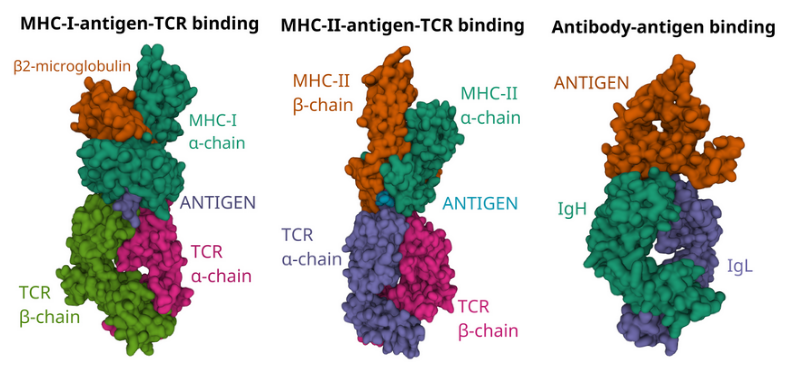 MHC-I-antigen-TCR binding
β2-microglobulin
MHC-I
α-chain
ANTIGEN
TCR
α-chain
TCR
β-chain
MHC-II-antigen-TCR binding
MHC-II
β-chain
MHC-II
α-chain
ANTIGEN
TCR
α-chain
TCR
β-chain
Antibody-antigen binding
ANTIGEN
IgH
IgL